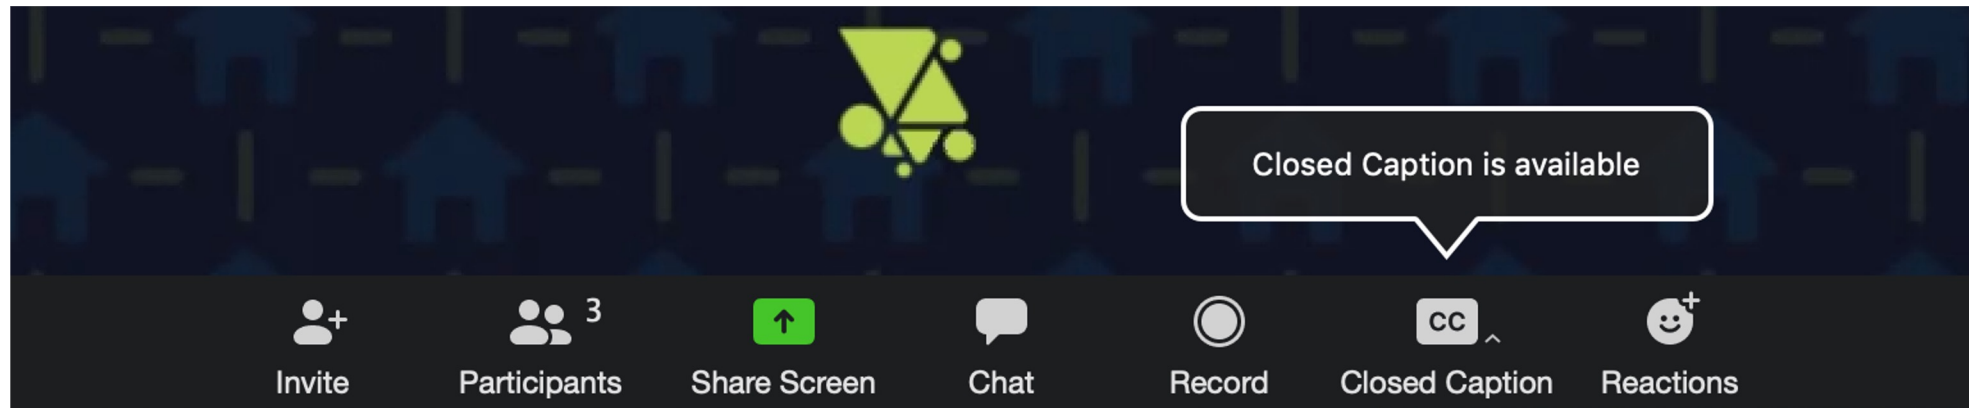 Closed Caption is available
3
CC
Invite
Participants
Share Screen
Chat
Record
Closed Caption
Reactions